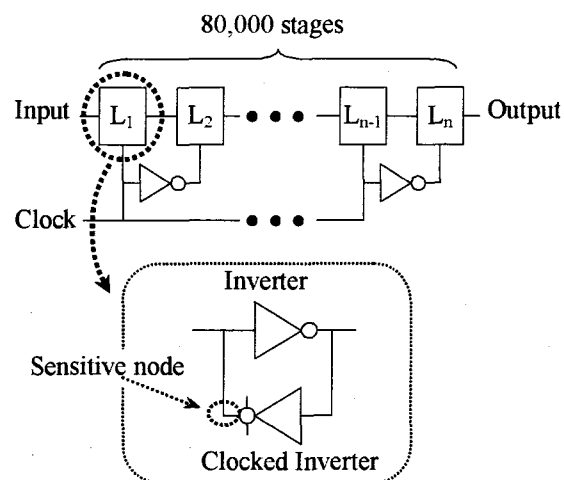 80,000 stages
Input L1 L2 Ln-1 Ln Output
Clock
Inverter
Sensitive node
Clocked Inverter